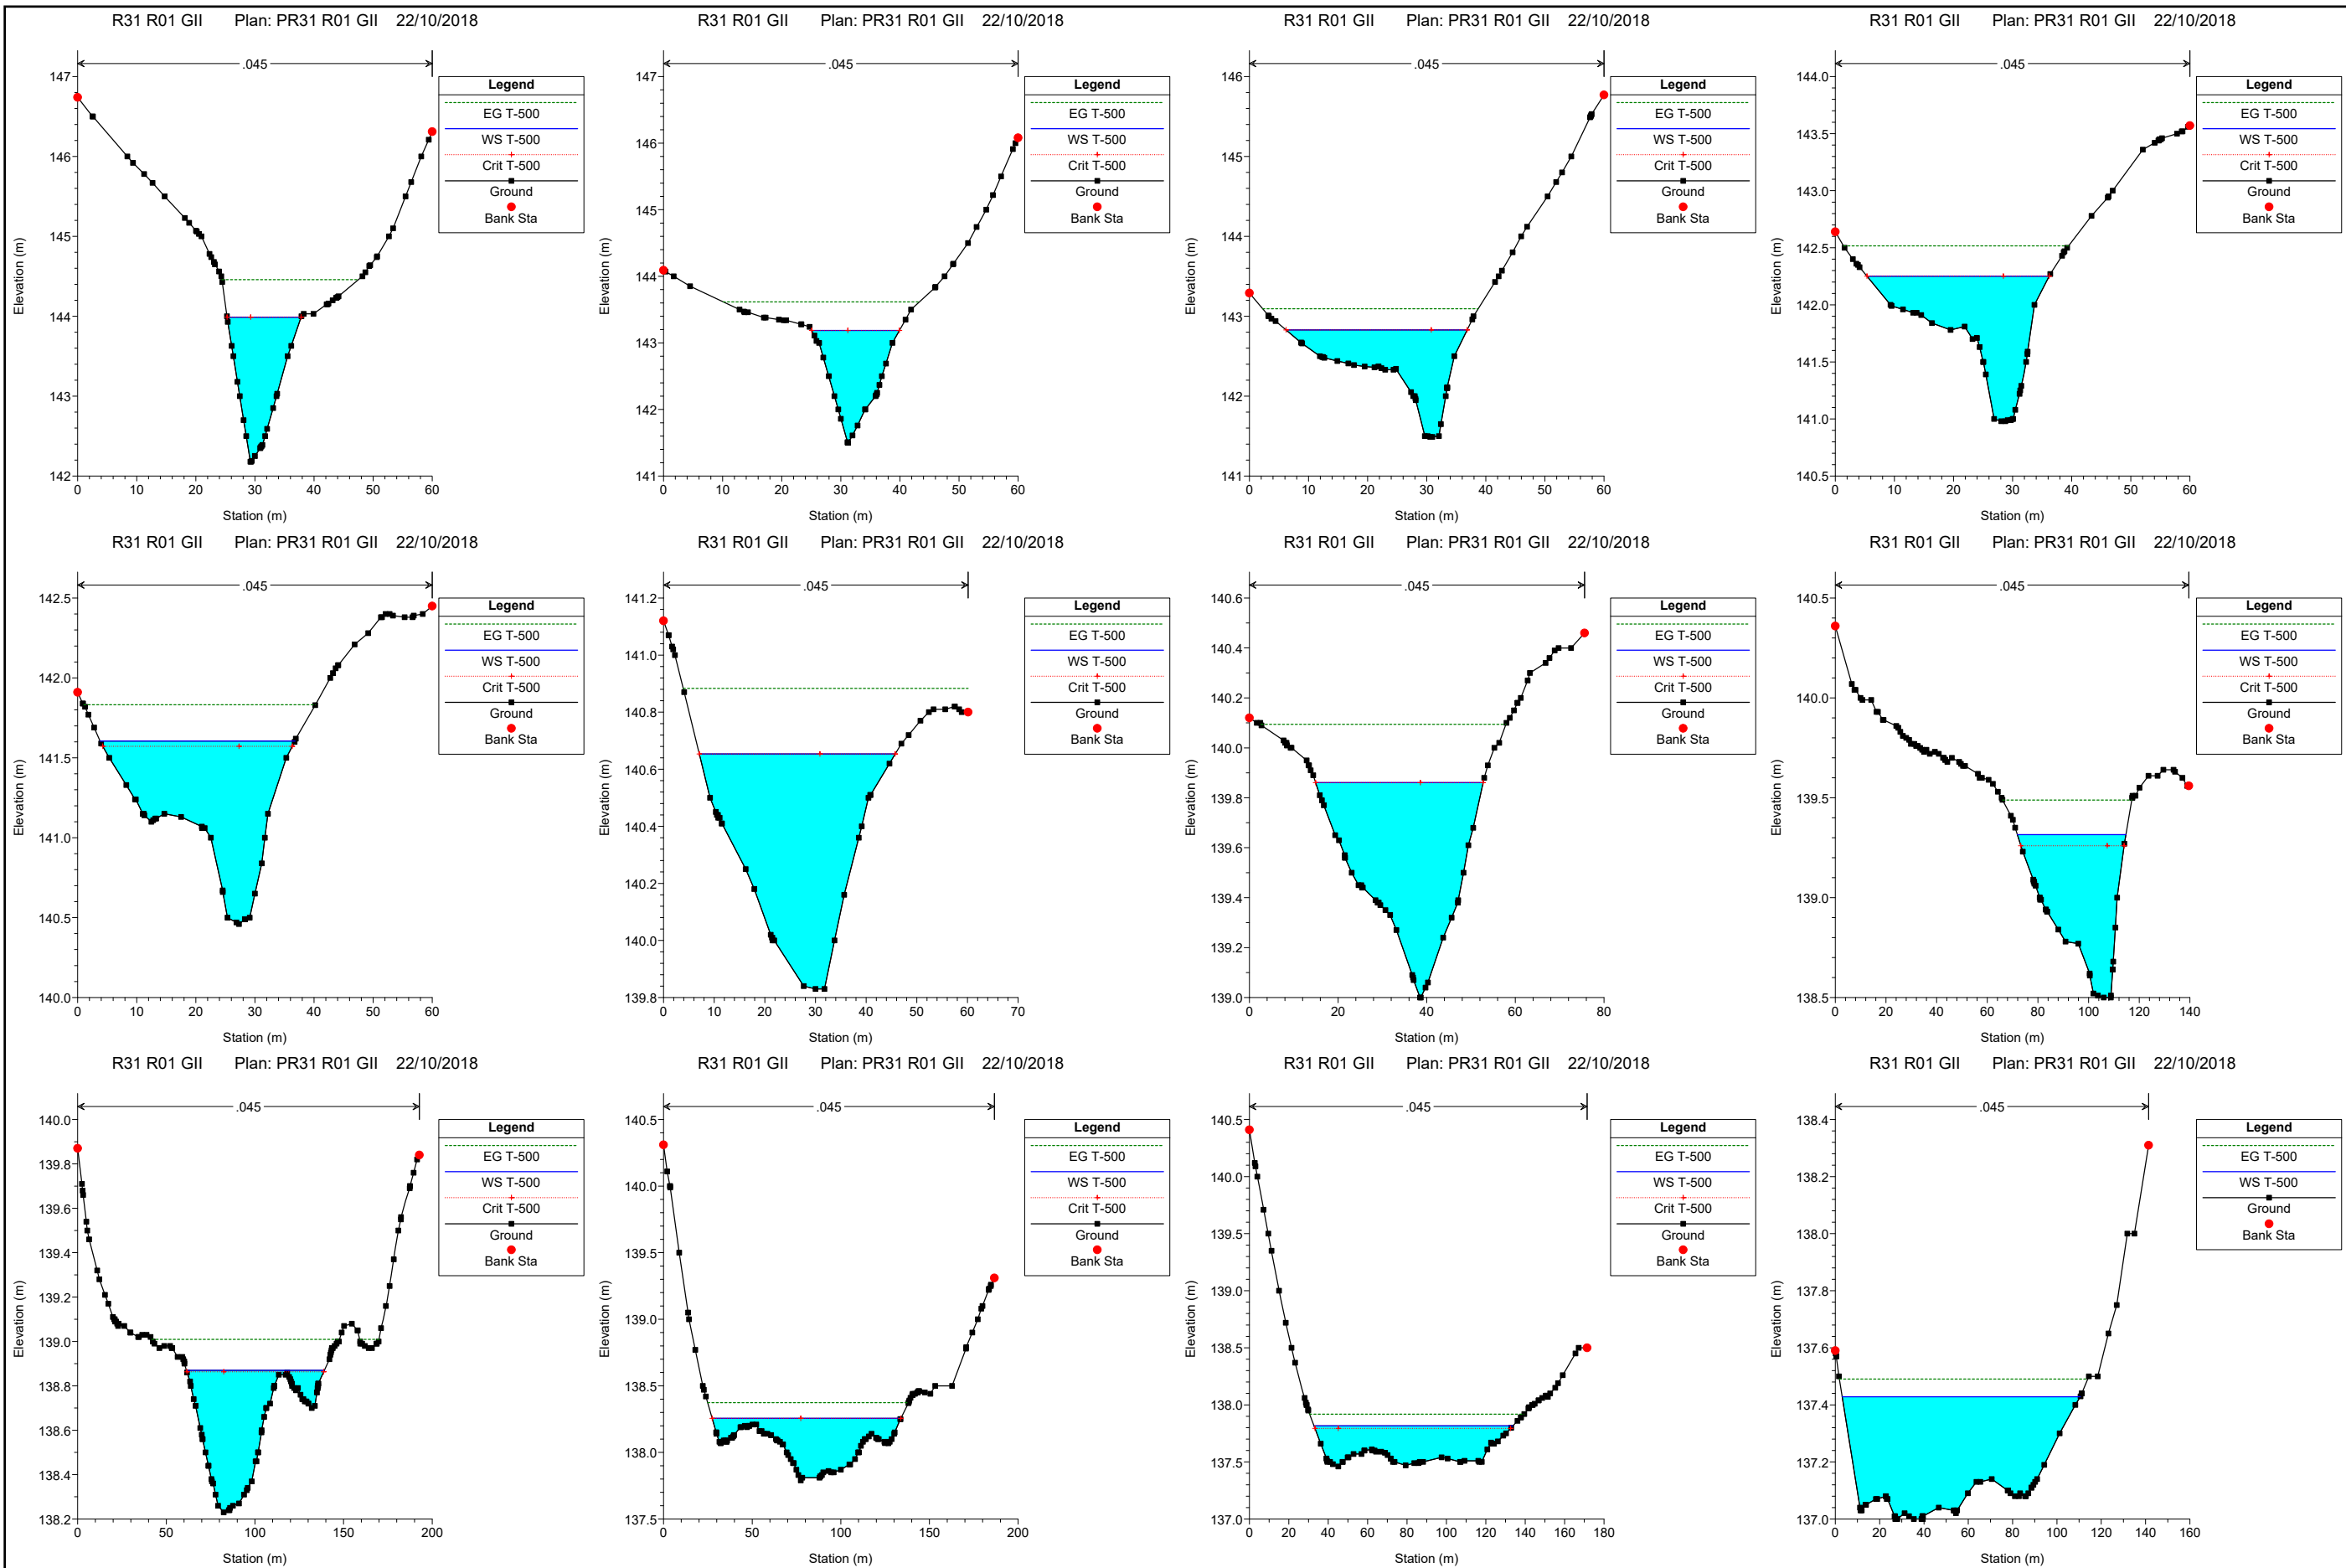 R31 R01 GII Plan: PR31 R01 GII 22/10/2018
.045
Legend
EG T-500
WS T-500
Crit T-500
Ground
Bank Sta
Elevation (m)
147
146
145
144
143
142
0 10 20 30 40 50 60
Station (m)
R31 R01 GII Plan: PR31 R01 GII 22/10/2018
.045
Legend
EG T-500
WS T-500
Crit T-500
Ground
Bank Sta
Elevation (m)
147
146
145
144
143
142
141
0 10 20 30 40 50 60
Station (m)
R31 R01 GII Plan: PR31 R01 GII 22/10/2018
.045
Legend
EG T-500
WS T-500
Crit T-500
Ground
Bank Sta
Elevation (m)
146
145
144
143
142
141
0 10 20 30 40 50 60
Station (m)
R31 R01 GII Plan: PR31 R01 GII 22/10/2018
.045
Legend
EG T-500
WS T-500
Crit T-500
Ground
Bank Sta
Elevation (m)
144.0
143.5
143.0
142.5
142.0
141.5
141.0
140.5
0 10 20 30 40 50 60
Station (m)
R31 R01 GII Plan: PR31 R01 GII 22/10/2018
.045
Legend
EG T-500
WS T-500
Crit T-500
Ground
Bank Sta
Elevation (m)
142.5
142.0
141.5
141.0
140.5
140.0
0 10 20 30 40 50 60
Station (m)
R31 R01 GII Plan: PR31 R01 GII 22/10/2018
.045
Legend
EG T-500
WS T-500
Crit T-500
Ground
Bank Sta
Elevation (m)
141.2
141.0
140.8
140.6
140.4
140.2
140.0
139.8
0 10 20 30 40 50 60 70
Station (m)
R31 R01 GII Plan: PR31 R01 GII 22/10/2018
.045
Legend
EG T-500
WS T-500
Crit T-500
Ground
Bank Sta
Elevation (m)
140.6
140.4
140.2
140.0
139.8
139.6
139.4
139.2
139.0
0 20 40 60 80
Station (m)
R31 R01 GII Plan: PR31 R01 GII 22/10/2018
.045
Legend
EG T-500
WS T-500
Crit T-500
Ground
Bank Sta
Elevation (m)
140.5
140.0
139.5
139.0
138.5
0 20 40 60 80 100 120 140
Station (m)
R31 R01 GII Plan: PR31 R01 GII 22/10/2018
.045
Legend
EG T-500
WS T-500
Crit T-500
Ground
Bank Sta
Elevation (m)
140.0
139.8
139.6
139.4
139.2
139.0
138.8
138.6
138.4
138.2
0 50 100 150 200
Station (m)
R31 R01 GII Plan: PR31 R01 GII 22/10/2018
.045
Legend
EG T-500
WS T-500
Crit T-500
Ground
Bank Sta
Elevation (m)
140.5
140.0
139.5
139.0
138.5
138.0
137.5
0 50 100 150 200
Station (m)
R31 R01 GII Plan: PR31 R01 GII 22/10/2018
.045
Legend
EG T-500
WS T-500
Crit T-500
Ground
Bank Sta
Elevation (m)
140.5
140.0
139.5
139.0
138.5
138.0
137.5
137.0
0 20 40 60 80 100 120 140 160 180
Station (m)
R31 R01 GII Plan: PR31 R01 GII 22/10/2018
.045
Legend
EG T-500
WS T-500
Ground
Bank Sta
Elevation (m)
138.4
138.2
138.0
137.8
137.6
137.4
137.2
137.0
0 20 40 60 80 100 120 140 160
Station (m)